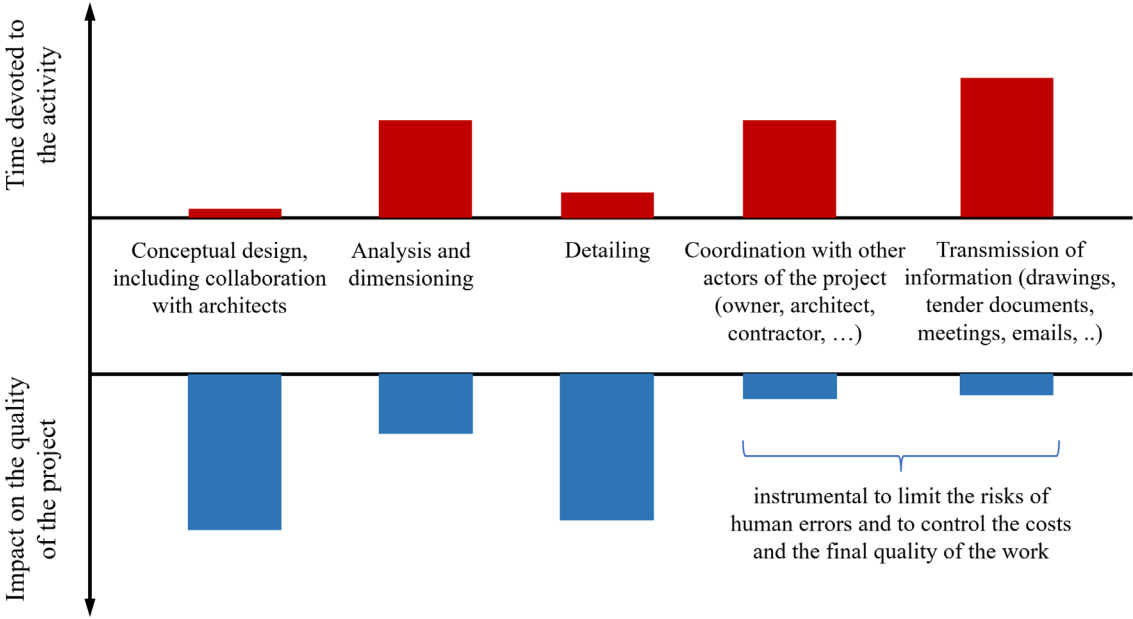 Time devoted to
the activity
Conceptual design,
including collaboration
with architects
Analysis and
dimensioning
Detailing
Coordination with other
actors of the project
(owner, architect,
contractor, …)
Transmission of
information (drawings,
tender documents,
meetings, emails, ..)
Impact on the quality
of the project
instrumental to limit the risks of
human errors and to control the costs
and the final quality of the work